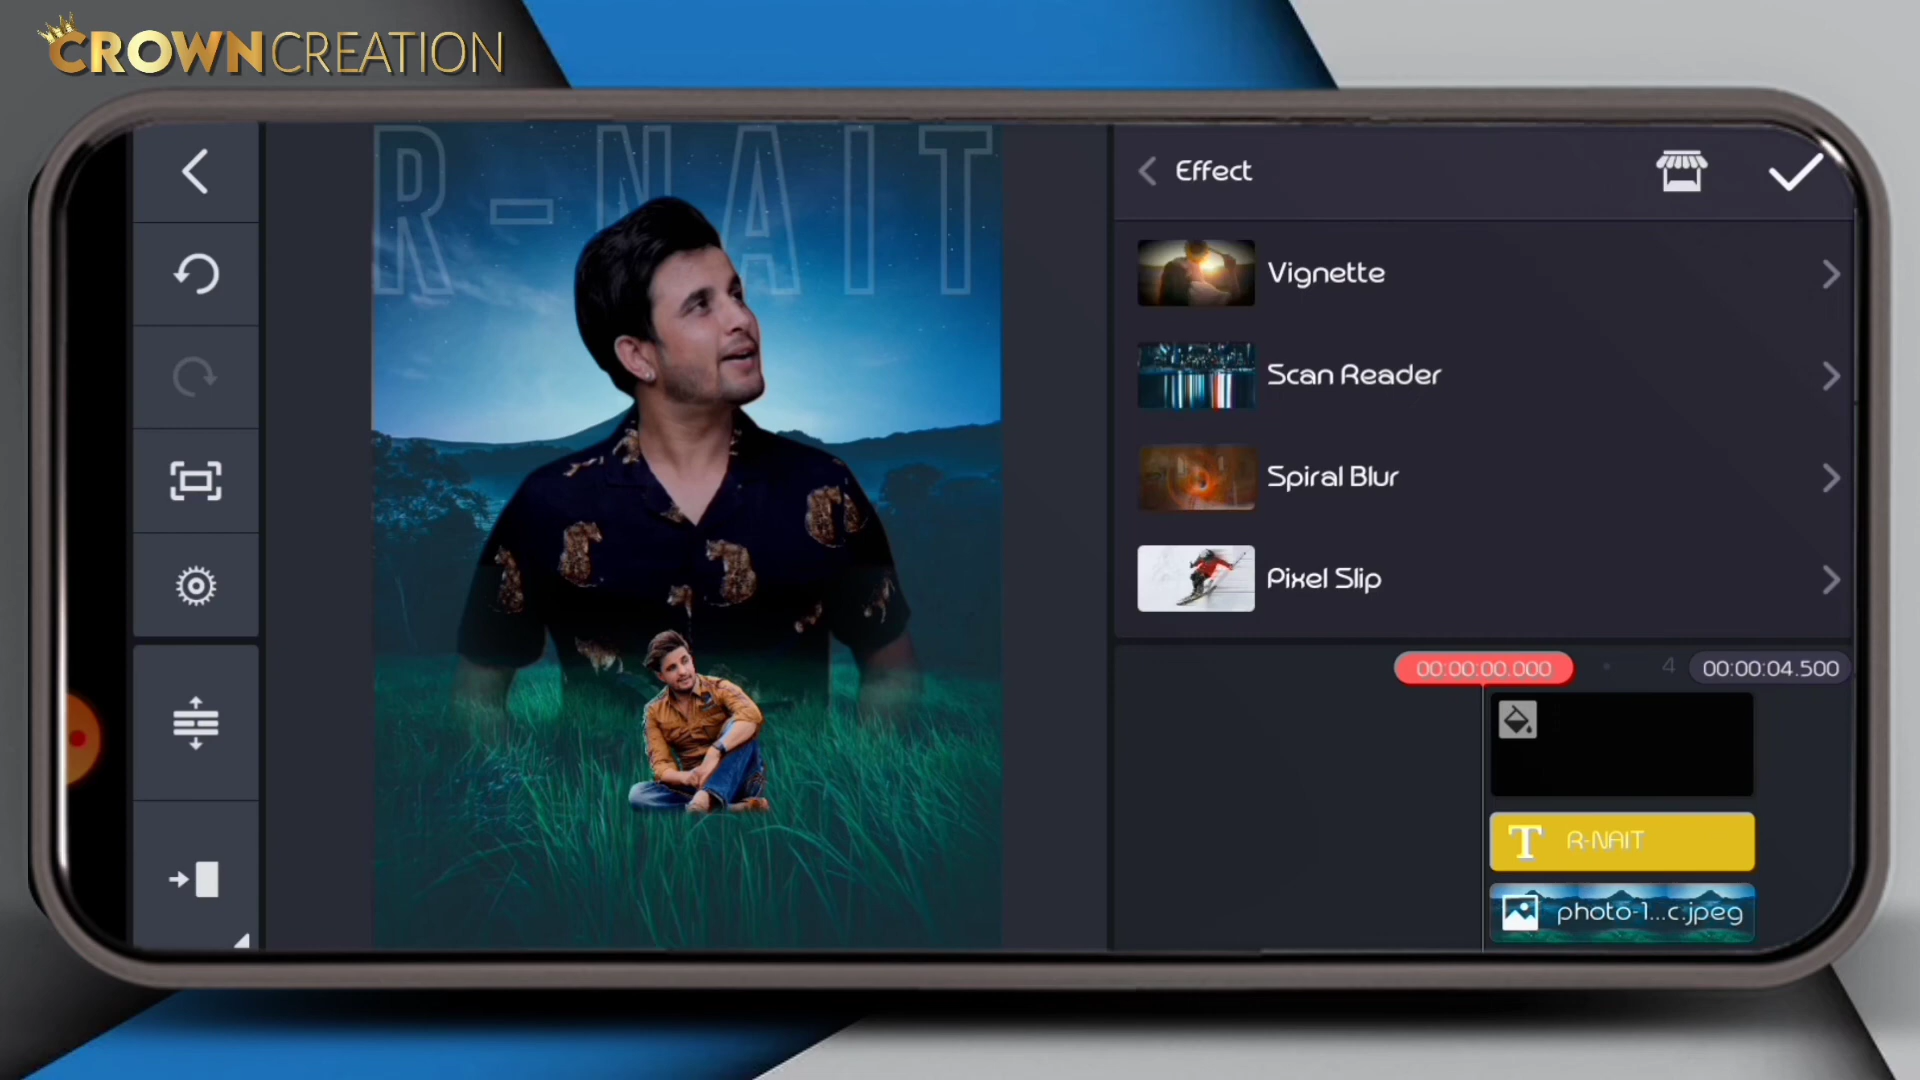 CROWNCREATION
R-NAIT
Effect
Vignette
Scan Reader
Spiral Blur
Pixel Slip
00:00:00.000
4
00:00:04.500
T R-NAIT
photo-1...c.jpeg